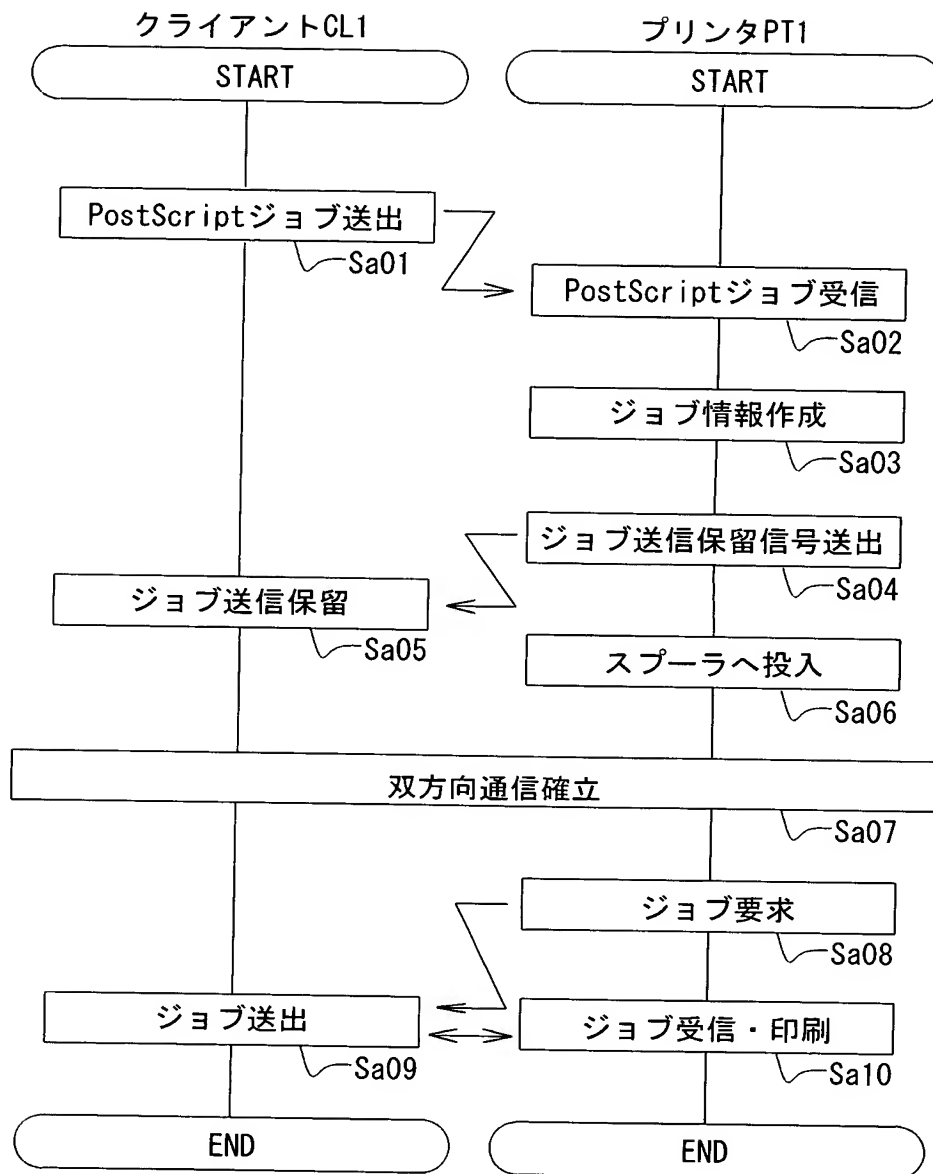 クライアントCL1
プリンタPT1
START
START
PostScriptジョブ送出
Sa01
PostScriptジョブ受信
Sa02
ジョブ情報作成
Sa03
ジョブ送信保留信号送出
Sa04
ジョブ送信保留
Sa05
スプーラへ投入
Sa06
双方向通信確立
Sa07
ジョブ要求
Sa08
ジョブ送出
Sa09
ジョブ受信・印刷
Sa10
END
END